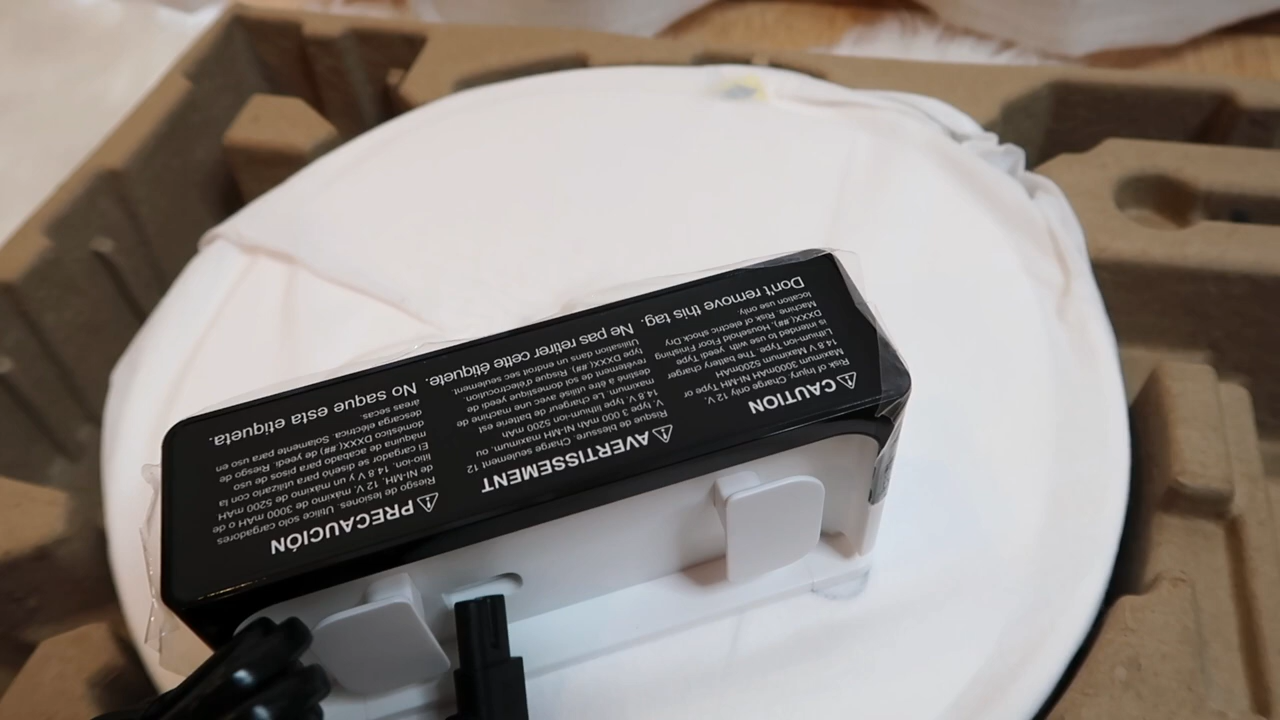 ⚠CAUTION
Risk of Injury. Charge only 12 V.
Maximum 3000mAH NI-MH Type or
14.8 V Maximum 5200mAH
Lithium-ion Type. The battery charger
is intended to use with yeedi Type
DXXX(.##), Household Floor Finishing
Machine. Risk of electric shock.Dry
location use only.
Don't remove this tag.
⚠AVERTISSEMENT
Risque de blessure. Charge seulement 12
V, type 3 000 mAh NI-MH maximum. ou
14.8 V, type V lithium-ion 5200 mAh
maximum. Le chargeur de batterie est
destiné à être utilisé avec une machine de
revêtement de sol domestique de yeedi
type DXXX(. ##) Risque d'électrocution.
Utilisation dans un endroit sec seulement.
Ne pas retirer cette étiquete.
⚠PRECAUCIÓN
Riesgo de lesiones. Utilice solo cargadores
de NI-MH, 12 V. máximo de 3000 mAH o de
litio-ion. 14.8 V y un máximo de 5200 mAH
El cargador se diseño para utilizarlo con la
máquina de acabado para pisos de uso
DXXX(.##) de yeedi. Riesgo de
descarga eléctrica. Solamente para uso en
áreas secas.
No saque esta etiqueta.